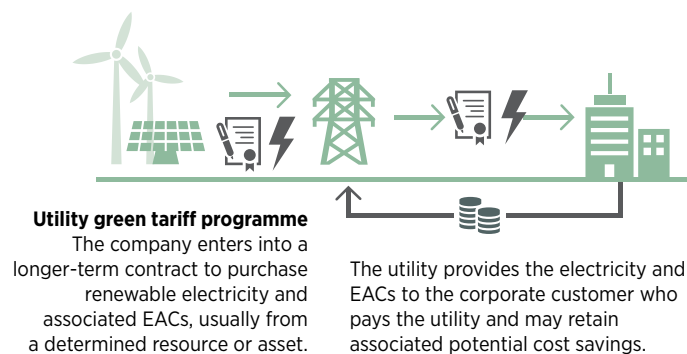 Utility green tariff programme
The company enters into a
longer-term contract to purchase
renewable electricity and
associated EACs, usually from
a determined resource or asset.
The utility provides the electricity and
EACs to the corporate customer who
pays the utility and may retain
associated potential cost savings.